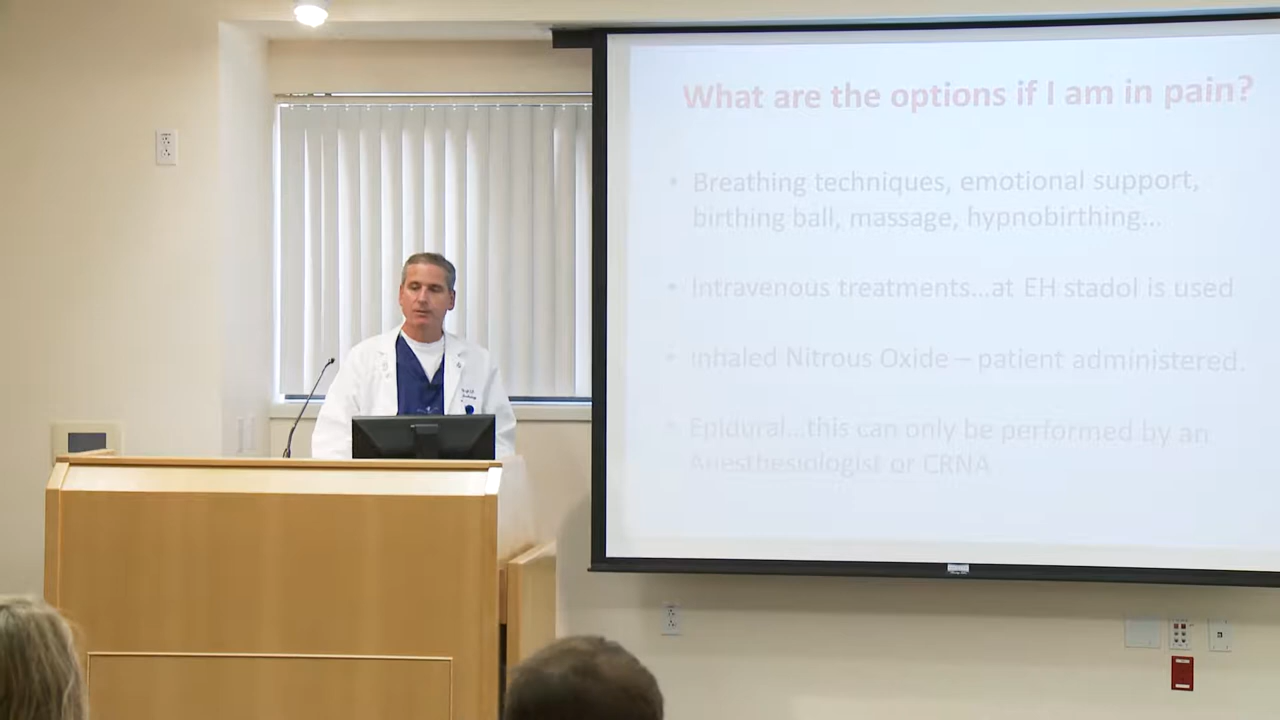 What are the options if I am in pain?
• Breathing techniques, emotional support,
birthing ball, massage, hypnobirthing...
• Intravenous treatments...at EH stadol is used
• Inhaled Nitrous Oxide – patient administered.
• Epidural...this can only be performed by an
Anesthesiologist or CRNA